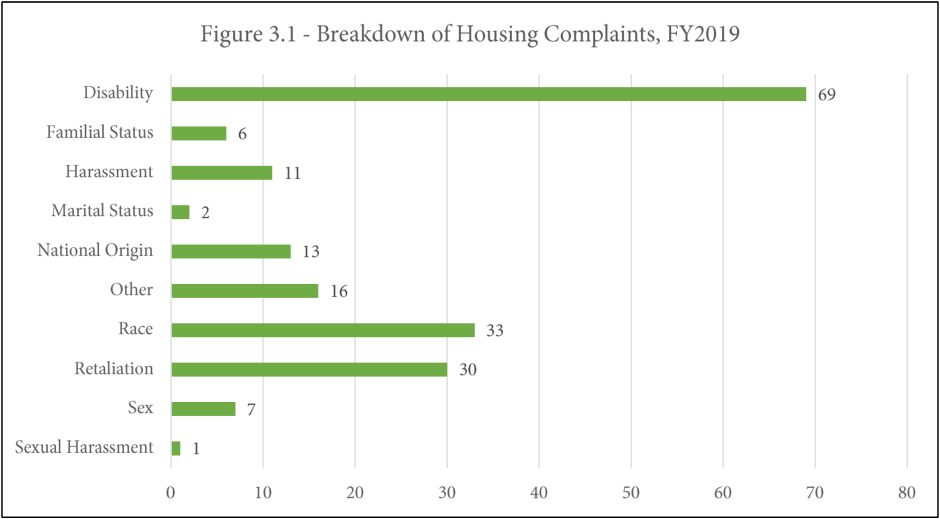 Figure 3.1 - Breakdown of Housing Complaints, FY2019
Disability 69
Familial Status 6
Harassment 11
Marital Status 2
National Origin 13
Other 16
Race 33
Retaliation 30
Sex 7
Sexual Harassment 1
0 10 20 30 40 50 60 70 80